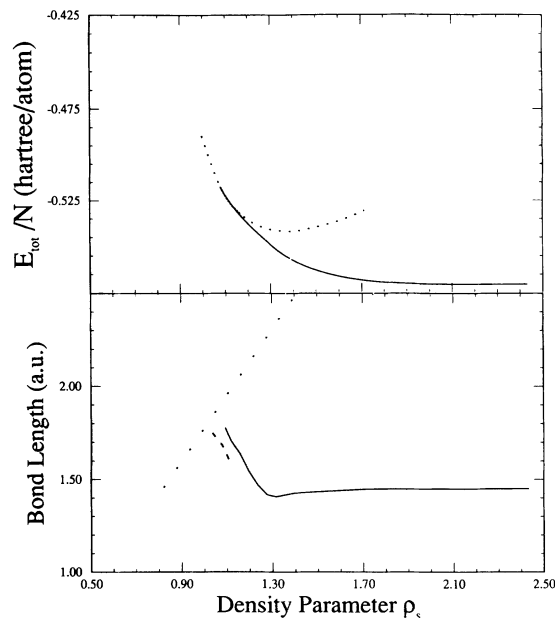 -0.425
-0.475
-0.525
E_tot /N (hartree/atom)
2.00
1.50
1.00
Bond Length (a.u.)
0.50 0.90 1.30 1.70 2.10 2.50
Density Parameter ρ_s